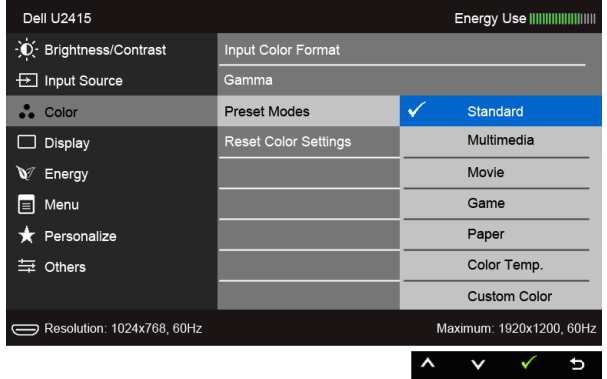 Dell U2415 Energy Use
Brightness/Contrast Input Color Format
Input Source Gamma
Color Preset Modes Standard
Display Reset Color Settings Multimedia
Energy Movie
Menu Game
Personalize Paper
Others Color Temp.
Custom Color
Resolution: 1024x768, 60Hz Maximum: 1920x1200, 60Hz